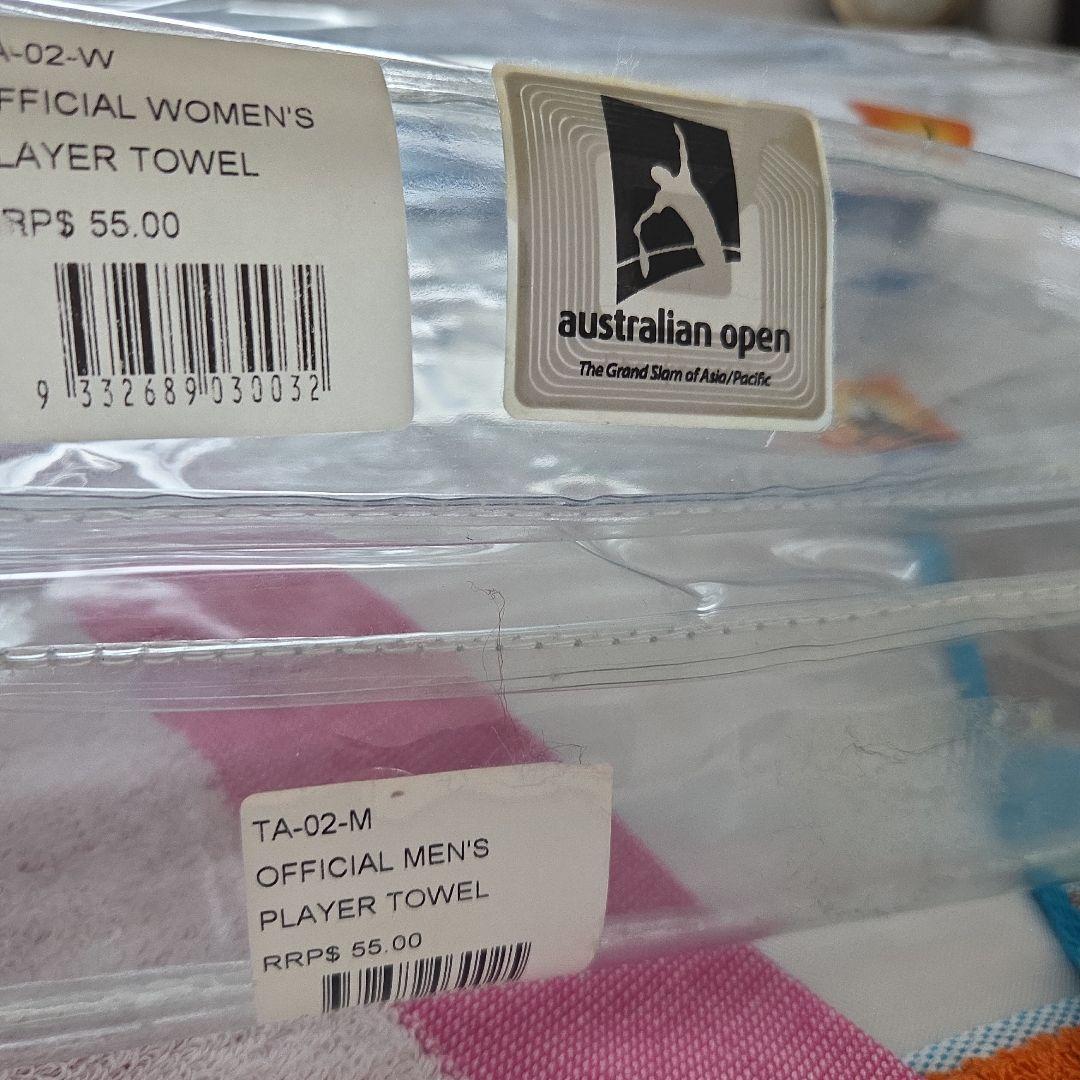 A-02-W
FFICIAL WOMEN'S
LAYER TOWEL
RRP$ 55.00
9 332689 030032
australian open
The Grand Slam of Asia/Pacific
TA-02-M
OFFICIAL MEN'S
PLAYER TOWEL
RRP$ 55.00